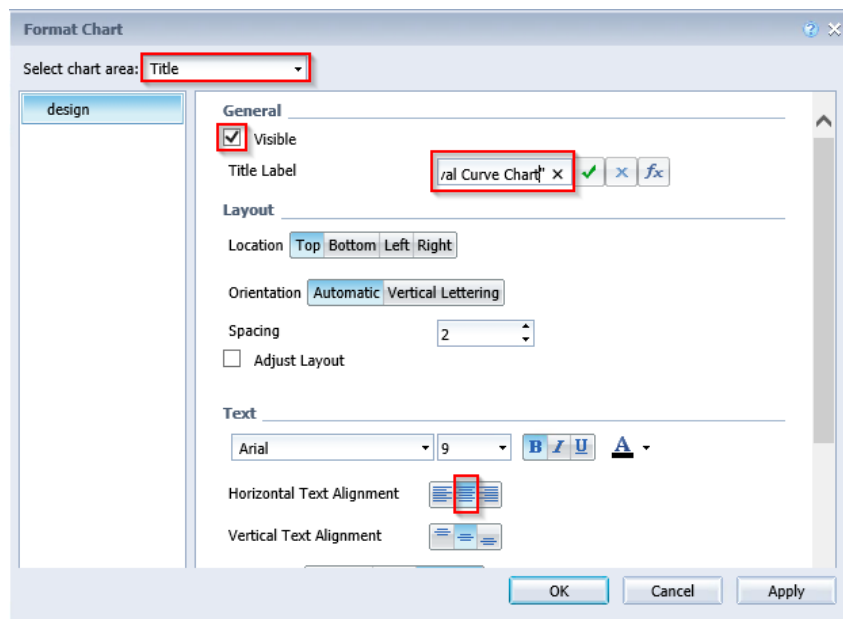 Format Chart
Select chart area: Title
design
General
Visible
Title Label
val Curve Chart"
fx
Layout
Location Top Bottom Left Right
Orientation Automatic Vertical Lettering
Spacing 2
Adjust Layout
Text
Arial 9 B I U A
Horizontal Text Alignment
Vertical Text Alignment
OK Cancel Apply